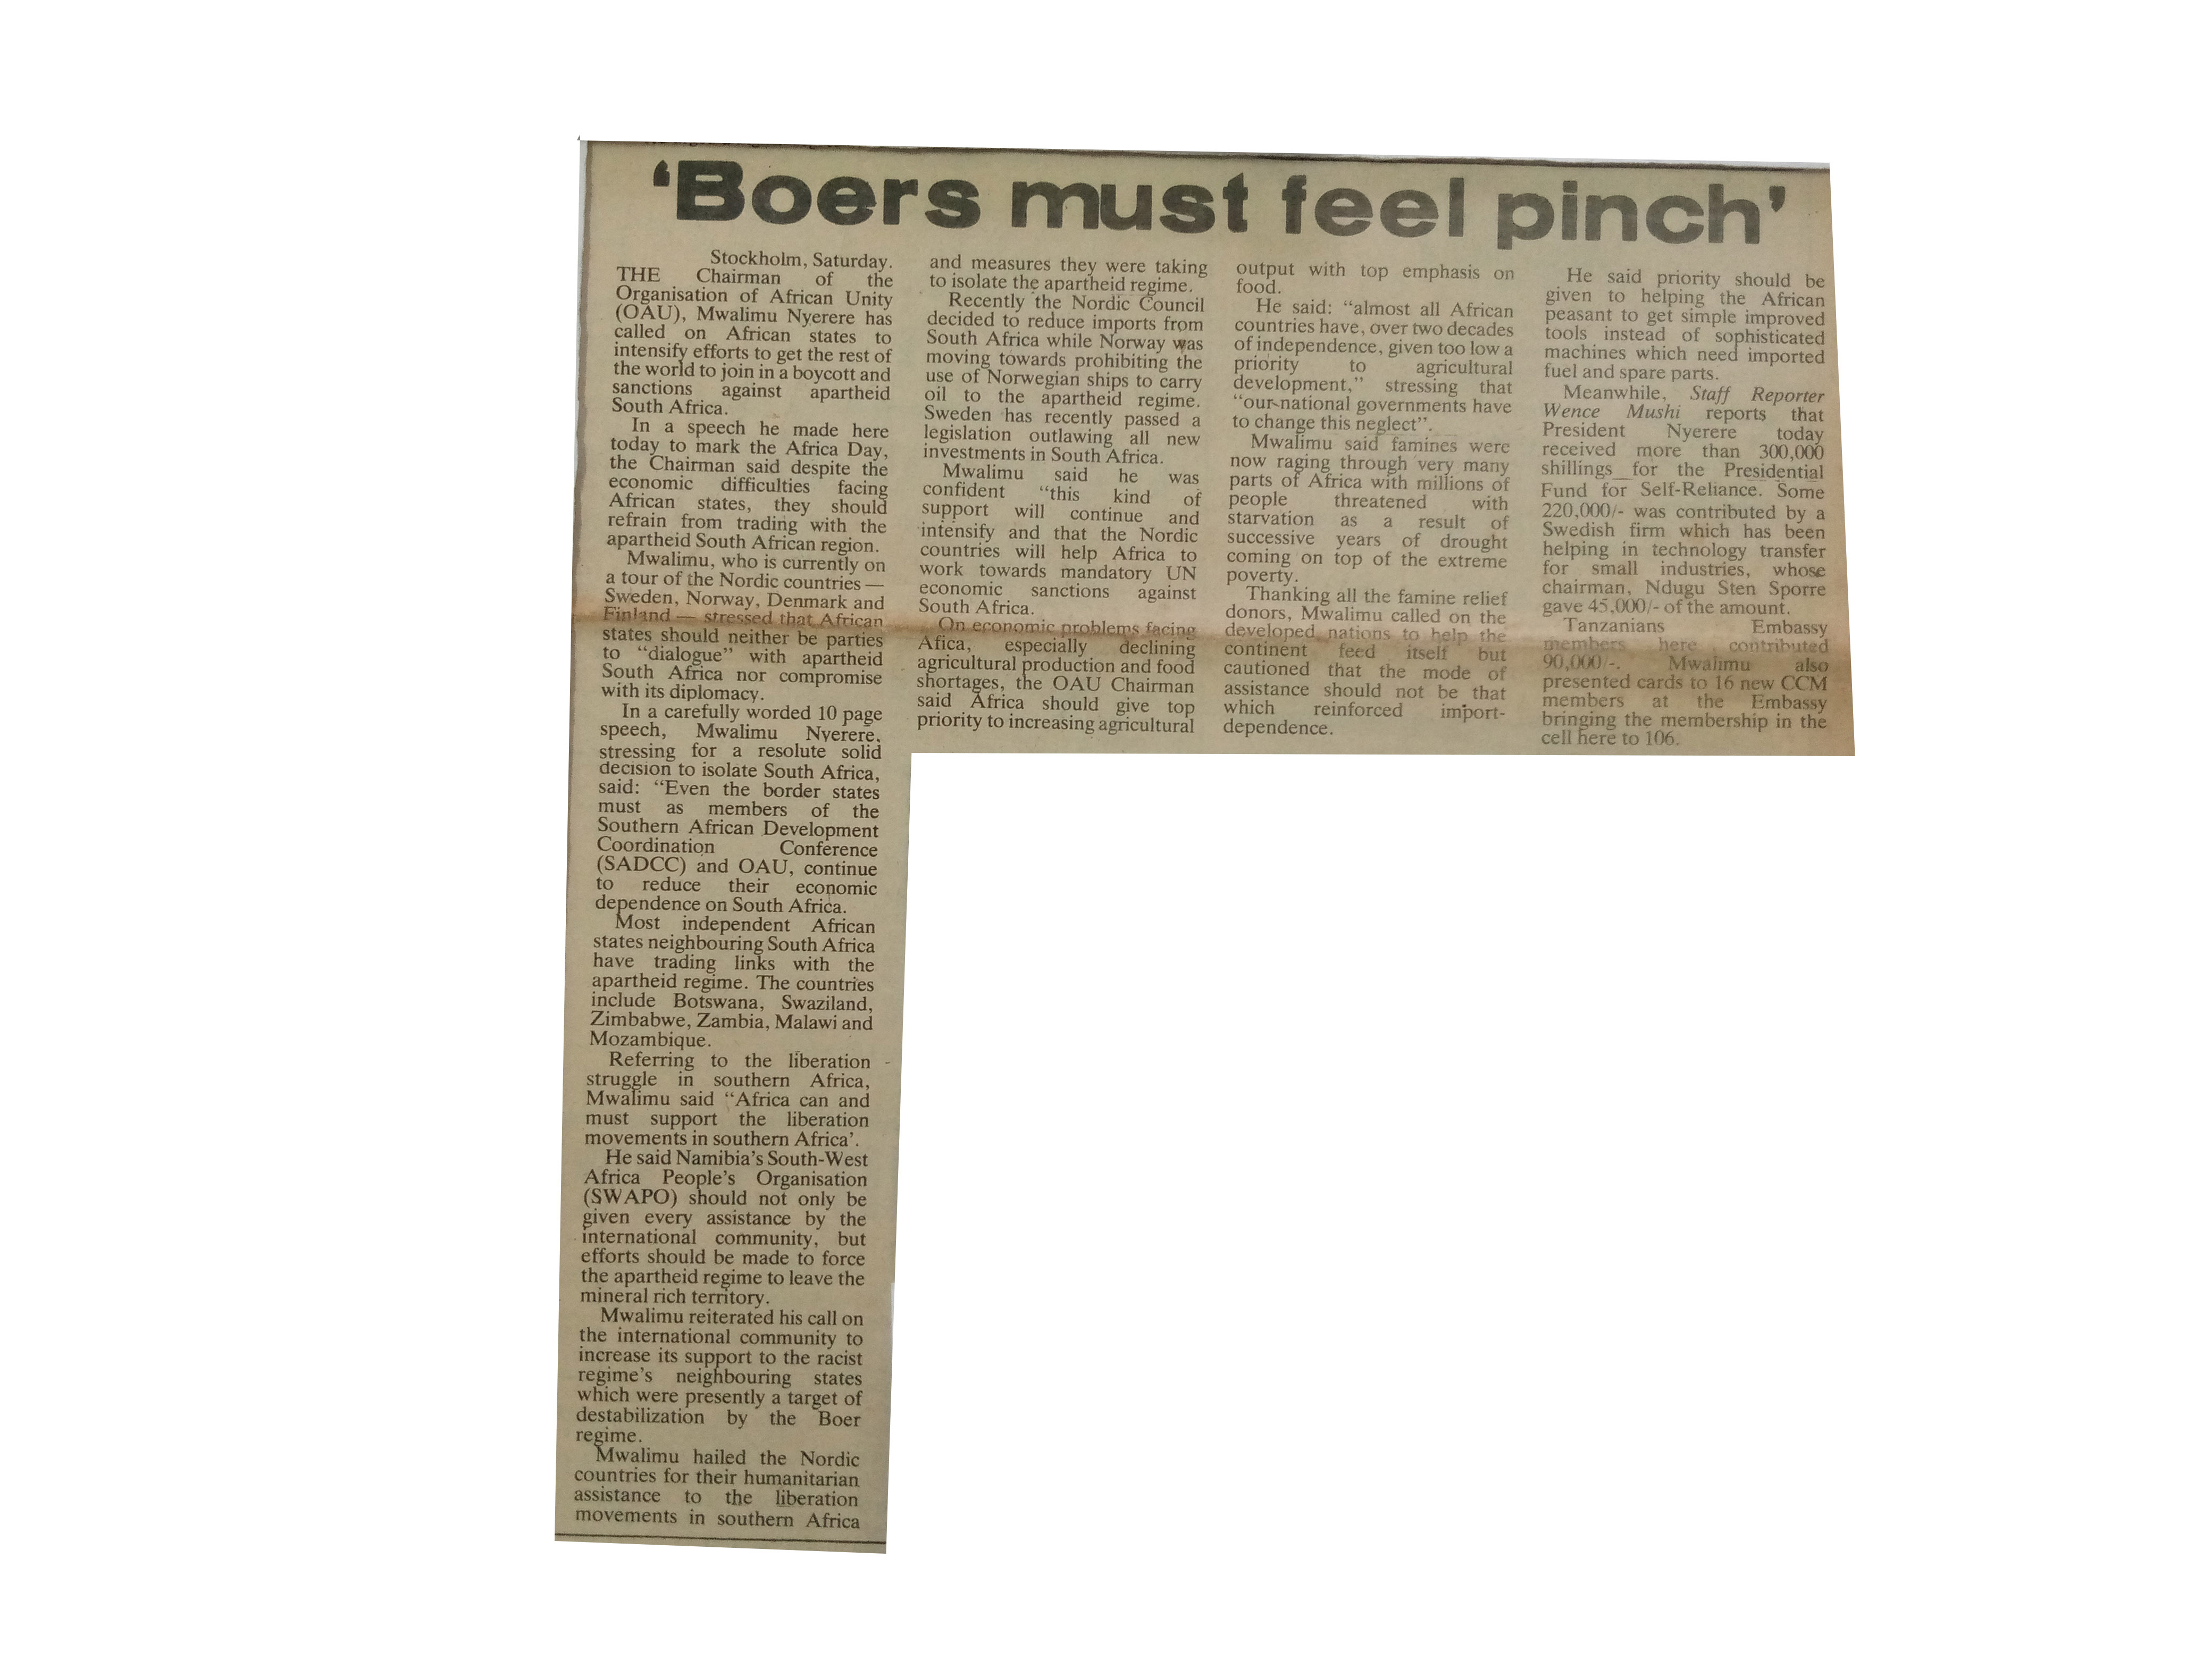 ‘Boers must feel pinch’
Stockholm, Saturday.
THE Chairman of the
Organisation of African Unity
(OAU), Mwalimu Nyerere has
called on African states to
intensify efforts to get the rest of
the world to join in a boycott and
sanctions against apartheid
South Africa.
In a speech he made here
today to mark the Africa Day,
the Chairman said despite the
economic difficulties facing
African states, they should
refrain from trading with the
apartheid South African region.
Mwalimu, who is currently on
a tour of the Nordic countries —
Sweden, Norway, Denmark and
Finland — stressed that African
states should neither be parties
to “dialogue” with apartheid
South Africa nor compromise
with its diplomacy.
In a carefully worded 10 page
speech, Mwalimu Nyerere,
stressing for a resolute solid
decision to isolate South Africa,
said: “Even the border states
must as members of the
Southern African Development
Coordination Conference
(SADCC) and OAU, continue
to reduce their economic
dependence on South Africa.
Most independent African
states neighbouring South Africa
have trading links with the
apartheid regime. The countries
include Botswana, Swaziland,
Zimbabwe, Zambia, Malawi and
Mozambique.
Referring to the liberation
struggle in southern Africa,
Mwalimu said “Africa can and
must support the liberation
movements in southern Africa’.
He said Namibia’s South-West
Africa People’s Organisation
(SWAPO) should not only be
given every assistance by the
international community, but
efforts should be made to force
the apartheid regime to leave the
mineral rich territory.
Mwalimu reiterated his call on
the international community to
increase its support to the racist
regime’s neighbouring states
which were presently a target of
destabilization by the Boer
regime.
Mwalimu hailed the Nordic
countries for their humanitarian
assistance to the liberation
movements in southern Africa
and measures they were taking
to isolate the apartheid regime.
Recently the Nordic Council
decided to reduce imports from
South Africa while Norway was
moving towards prohibiting the
use of Norwegian ships to carry
oil to the apartheid regime.
Sweden has recently passed a
legislation outlawing all new
investments in South Africa.
Mwalimu said he was
confident “this kind of
support will continue and
intensify and that the Nordic
countries will help Africa to
work towards mandatory UN
economic sanctions against
South Africa.
On economic problems facing
Afica, especially declining
agricultural production and food
shortages, the OAU Chairman
said Africa should give top
priority to increasing agricultural
output with top emphasis on
food.
He said: “almost all African
countries have, over two decades
of independence, given too low a
priority to agricultural
development,” stressing that
“our national governments have
to change this neglect”.
Mwalimu said famines were
now raging through very many
parts of Africa with millions of
people threatened with
starvation as a result of
successive years of drought
coming on top of the extreme
poverty.
Thanking all the famine relief
donors, Mwalimu called on the
developed nations to help the
continent feed itself but
cautioned that the mode of
assistance should not be that
which reinforced import-
dependence.
He said priority should be
given to helping the African
peasant to get simple improved
tools instead of sophisticated
machines which need imported
fuel and spare parts.
Meanwhile, Staff Reporter
Wence Mushi reports that
President Nyerere today
received more than 300,000
shillings for the Presidential
Fund for Self-Reliance. Some
220,000/- was contributed by a
Swedish firm which has been
helping in technology transfer
for small industries, whose
chairman, Ndugu Sten Sporre
gave 45,000/- of the amount.
Tanzanians Embassy
members here contributed
90,000/-. Mwalimu also
presented cards to 16 new CCM
members at the Embassy
bringing the membership in the
cell here to 106.